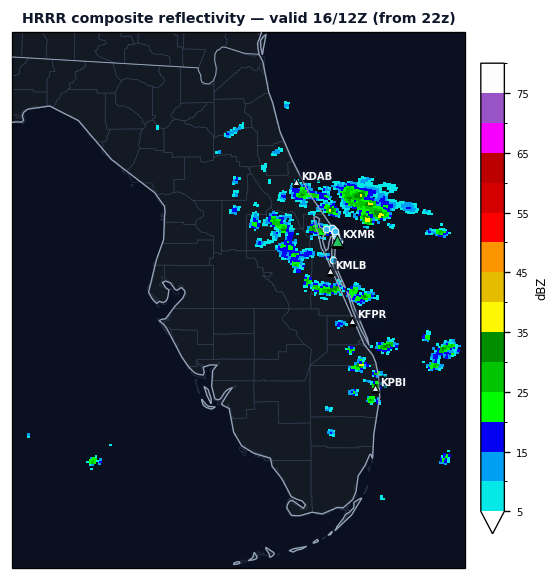 HRRR composite reflectivity — valid 16/12Z (from 22z)
KDAB
KXMR
KMLB
KFPR
KPBI
75
65
55
45
35
25
15
5
dBZ